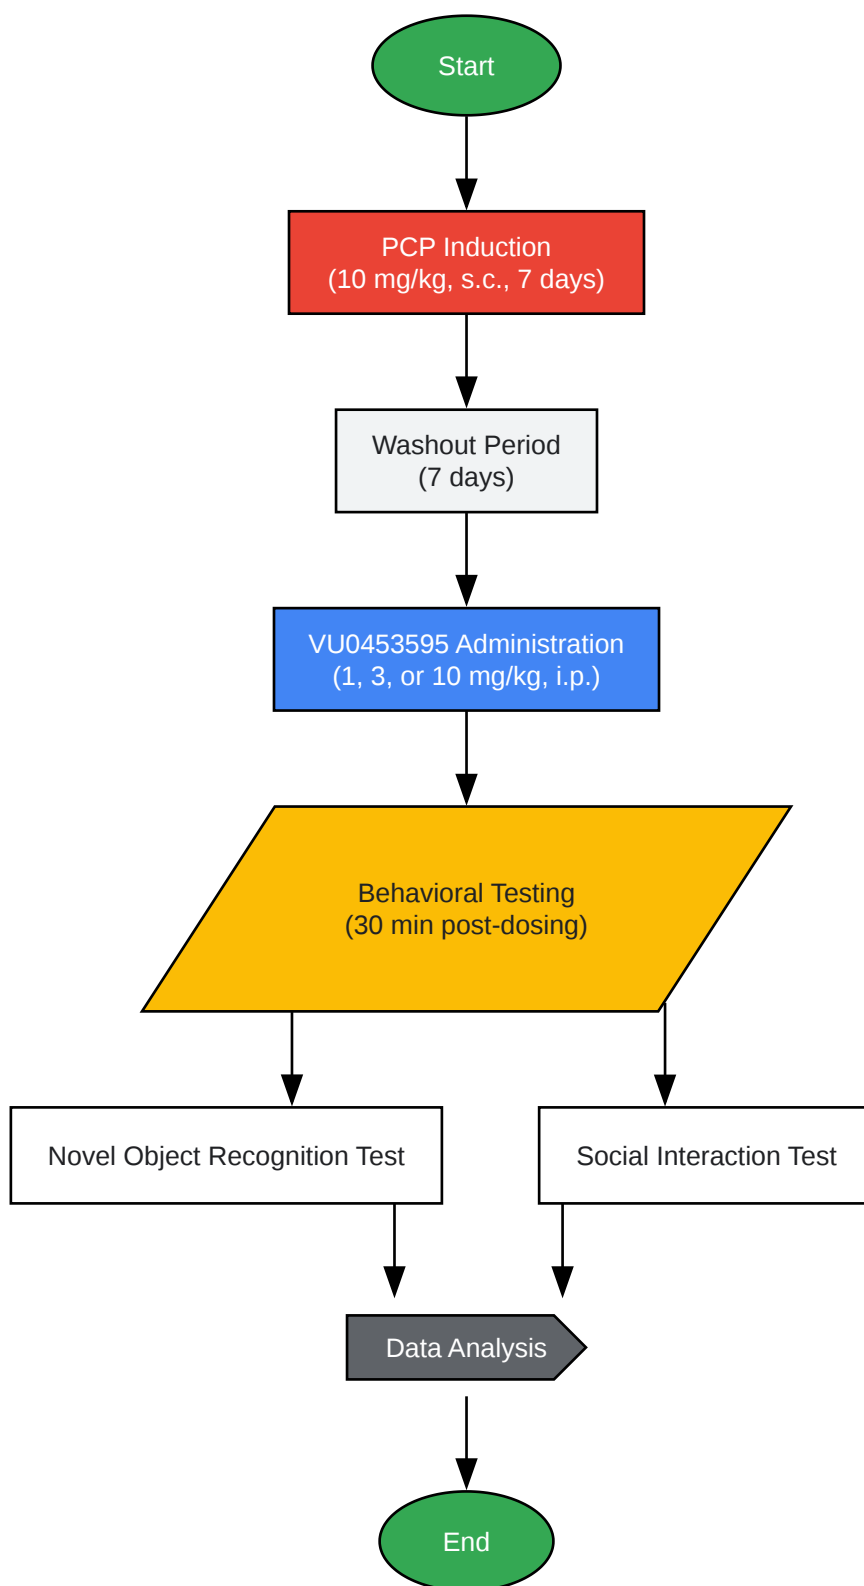 Start
PCP Induction
(10 mg/kg, s.c., 7 days)
Washout Period
(7 days)
VU0453595 Administration
(1, 3, or 10 mg/kg, i.p.)
Behavioral Testing
(30 min post-dosing)
Novel Object Recognition Test
Social Interaction Test
Data Analysis
End